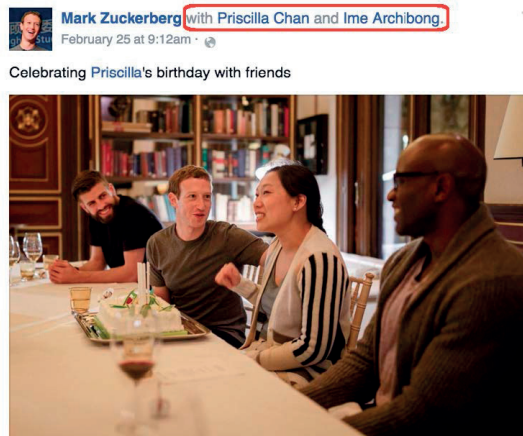 Mark Zuckerberg with Priscilla Chan and Ime Archibong.
February 25 at 9:12am ·
Celebrating Priscilla's birthday with friends